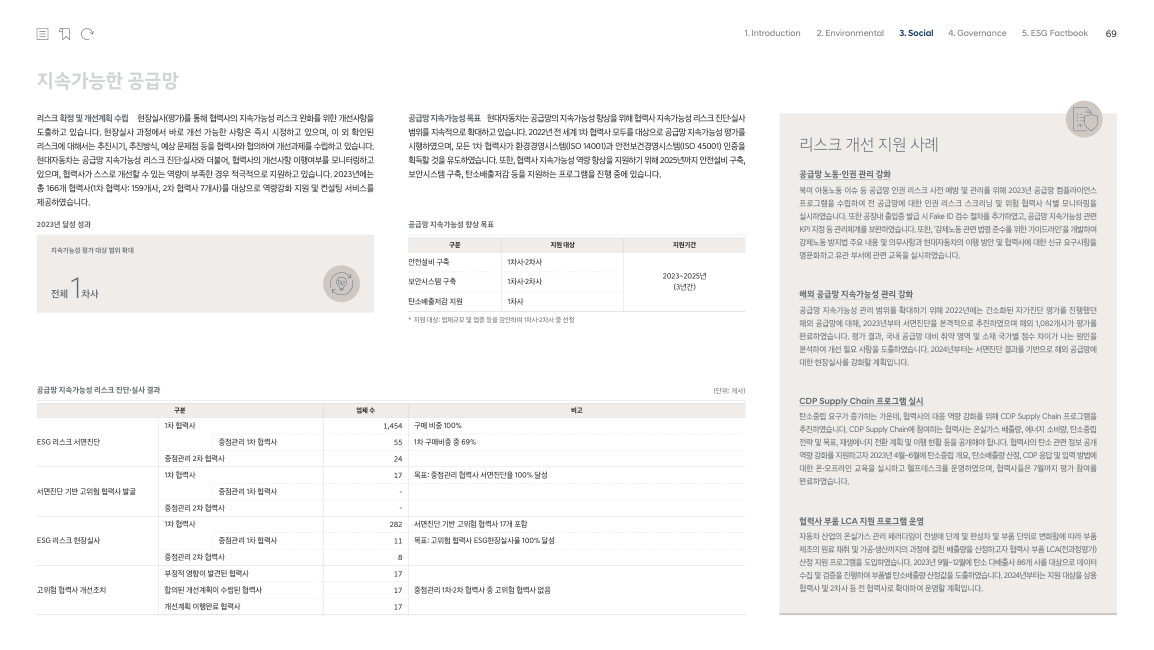 1. Introduction 2. Environmental 3. Social 4. Governance 5. ESG Factbook 69
지속가능한 공급망
리스크 확정 및 개선계획 수립 현장실사(평가)를 통해 협력사의 지속가능성 리스크 완화를 위한 개선사항을
도출하고 있습니다. 현장실사 과정에서 바로 개선 가능한 사항은 즉시 시정하고 있으며, 이 외 확인된
리스크에 대해서는 추진시기, 추진방식, 예상 문제점 등을 협력사와 협의하여 개선과제를 수립하고 있습니다.
현대자동차는 공급망 지속가능성 리스크 진단·실사와 더불어, 협력사의 개선사항 이행여부를 모니터링하고
있으며, 협력사가 스스로 개선할 수 있는 역량이 부족한 경우 적극적으로 지원하고 있습니다. 2023년에는
총 166개 협력사(1차 협력사: 159개사, 2차 협력사 7개사)를 대상으로 역량강화 지원 및 컨설팅 서비스를
제공하였습니다.
2023년 달성 성과
지속가능성 평가 대상 범위 확대
전체 1차사
공급망 지속가능성 목표 현대자동차는 공급망의 지속가능성 향상을 위해 협력사 지속가능성 리스크 진단·실사
범위를 지속적으로 확대하고 있습니다. 2022년 전 세계 1차 협력사 모두를 대상으로 공급망 지속가능성 평가를
시행하였으며, 모든 1차 협력사가 환경경영시스템(ISO 14001)과 안전보건경영시스템(ISO 45001) 인증을
획득할 것을 유도하였습니다. 또한, 협력사 지속가능성 역량 향상을 지원하기 위해 2025년까지 안전설비 구축,
보안시스템 구축, 탄소배출저감 등을 지원하는 프로그램을 진행 중에 있습니다.
공급망 지속가능성 향상 목표
구분 지원 대상 지원기간
안전설비 구축 1차사·2차사
보안시스템 구축 1차사·2차사
2023~2025년
(3년간)
탄소배출저감 지원 1차사
* 지원 대상: 업체규모 및 업종 등을 감안하여 1차사·2차사 중 선정
공급망 지속가능성 리스크 진단·실사 결과 (단위: 개사)
구분 업체 수 비고
ESG 리스크 서면진단
1차 협력사 1,454 구매 비중 100%
중점관리 1차 협력사 55 1차 구매비중 중 69%
중점관리 2차 협력사 24
서면진단 기반 고위험 협력사 발굴
1차 협력사 17 목표: 중점관리 협력사 서면진단율 100% 달성
중점관리 1차 협력사 -
중점관리 2차 협력사 -
ESG 리스크 현장실사
1차 협력사 282 서면진단 기반 고위험 협력사 17개 포함
중점관리 1차 협력사 11 목표: 고위험 협력사 ESG현장실사율 100% 달성
중점관리 2차 협력사 8
고위험 협력사 개선조치
부정적 영향이 발견된 협력사 17
합의된 개선계획이 수립된 협력사 17 중점관리 1차·2차 협력사 중 고위험 협력사 없음
개선계획 이행완료 협력사 17
리스크 개선 지원 사례
공급망 노동·인권 관리 강화
북미 아동노동 이슈 등 공급망 인권 리스크 사전 예방 및 관리를 위해 2023년 공급망 컴플라이언스
프로그램을 수립하여 전 공급망에 대한 인권 리스크 스크리닝 및 위험 협력사 식별 모니터링을
실시하였습니다. 또한 공장내 출입증 발급 시 Fake ID 검수 절차를 추가하였고, 공급망 지속가능성 관련
KPI 지정 등 관리체계를 보완하였습니다. 또한, '강제노동 관련 법령 준수를 위한 가이드라인'을 개발하여
강제노동 방지법 주요 내용 및 의무사항과 현대자동차의 이행 방안 및 협력사에 대한 신규 요구사항을
명문화하고 유관 부서에 관련 교육을 실시하였습니다.
해외 공급망 지속가능성 관리 강화
공급망 지속가능성 관리 범위를 확대하기 위해 2022년에는 간소화된 자가진단 평가를 진행했던
해외 공급망에 대해, 2023년부터 서면진단을 본격적으로 추진하였으며 해외 1,082개사가 평가를
완료하였습니다. 평가 결과, 국내 공급망 대비 취약 영역 및 소재 국가별 점수 차이가 나는 원인을
분석하여 개선 필요 사항을 도출하였습니다. 2024년부터는 서면진단 결과를 기반으로 해외 공급망에
대한 현장실사를 강화할 계획입니다.
CDP Supply Chain 프로그램 실시
탄소중립 요구가 증가하는 가운데, 협력사의 대응 역량 강화를 위해 CDP Supply Chain 프로그램을
추진하였습니다. CDP Supply Chain에 참여하는 협력사는 온실가스 배출량, 에너지 소비량, 탄소중립
전략 및 목표, 재생에너지 전환 계획 및 이행 현황 등을 공개해야 합니다. 협력사의 탄소 관련 정보 공개
역량 강화를 지원하고자 2023년 4월~6월에 탄소중립 개요, 탄소배출량 산정, CDP 응답 및 입력 방법에
대한 온·오프라인 교육을 실시하고 헬프데스크를 운영하였으며, 협력사들은 7월까지 평가 참여를
완료하였습니다.
협력사 부품 LCA 지원 프로그램 운영
자동차 산업의 온실가스 관리 패러다임이 전생애 단계 및 완성차 및 부품 단위로 변화함에 따라 부품
제조의 원료 채취 및 가공·생산까지의 과정에 걸친 배출량을 산정하고자 협력사 부품 LCA(전과정평가)
산정 지원 프로그램을 도입하였습니다. 2023년 9월~12월에 탄소 다배출사 86개 사를 대상으로 데이터
수집 및 검증을 진행하여 부품별 탄소배출량 산정값을 도출하였습니다. 2024년부터는 지원 대상을 상용
협력사 및 2차사 등 전 협력사로 확대하여 운영할 계획입니다.